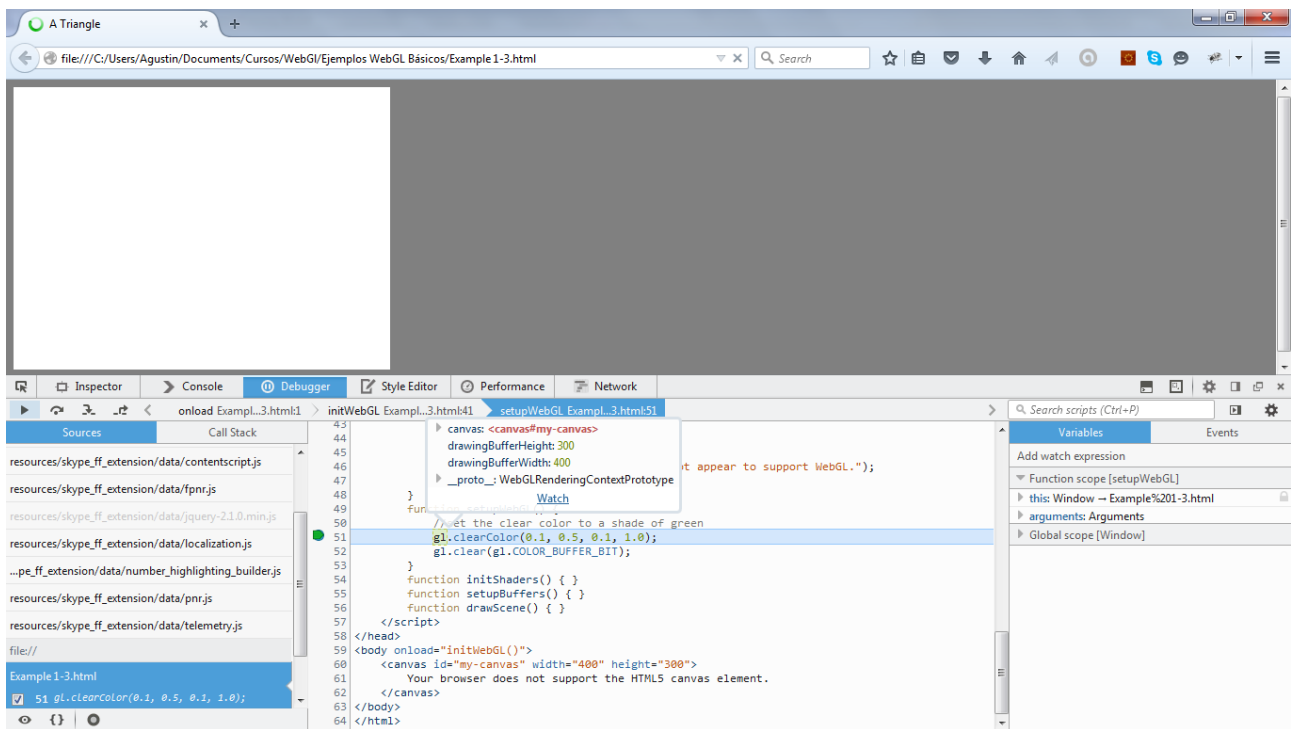 A Triangle
file:///C:/Users/Agustin/Documents/Cursos/WebGl/Ejemplos WebGL Básicos/Example 1-3.html
Search
Inspector
Console
Debugger
Style Editor
Performance
Network
onload Exampl...3.html:1
initWebGL Exampl...3.html:41
setupWebGL Exampl...3.html:51
Search scripts (Ctrl+P)
Sources
Call Stack
resources/skype_ff_extension/data/contentscript.js
resources/skype_ff_extension/data/fpnr.js
resources/skype_ff_extension/data/jquery-2.1.0.min.js
resources/skype_ff_extension/data/localization.js
...pe_ff_extension/data/number_highlighting_builder.js
resources/skype_ff_extension/data/pnr.js
resources/skype_ff_extension/data/telemetry.js
file://
Example 1-3.html
51 gl.clearColor(0.1, 0.5, 0.1, 1.0);
canvas: <canvas#my-canvas>
drawingBufferHeight: 300
drawingBufferWidth: 400
__proto__: WebGLRenderingContextPrototype
Watch
43
44
45
46 t appear to support WebGL.");
47
48 }
49 function setupWebGL() {
50 //set the clear color to a shade of green
51 gl.clearColor(0.1, 0.5, 0.1, 1.0);
52 gl.clear(gl.COLOR_BUFFER_BIT);
53 }
54 function initShaders() { }
55 function setupBuffers() { }
56 function drawScene() { }
57 </script>
58 </head>
59 <body onload="initWebGL()">
60 <canvas id="my-canvas" width="400" height="300">
61 Your browser does not support the HTML5 canvas element.
62 </canvas>
63 </body>
64 </html>
Variables
Events
Add watch expression
Function scope [setupWebGL]
this: Window → Example%201-3.html
arguments: Arguments
Global scope [Window]